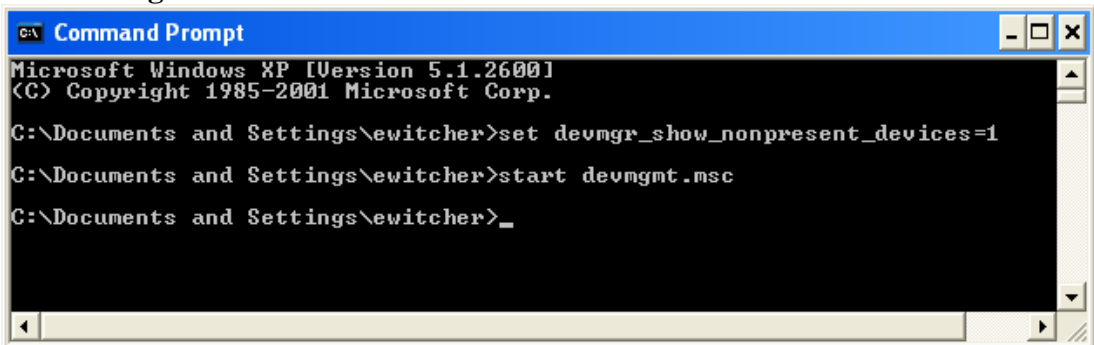 Command Prompt
Microsoft Windows XP [Version 5.1.2600]
(C) Copyright 1985-2001 Microsoft Corp.
C:\Documents and Settings\ewitcher>set devmgr_show_nonpresent_devices=1
C:\Documents and Settings\ewitcher>start devmgmt.msc
C:\Documents and Settings\ewitcher>_